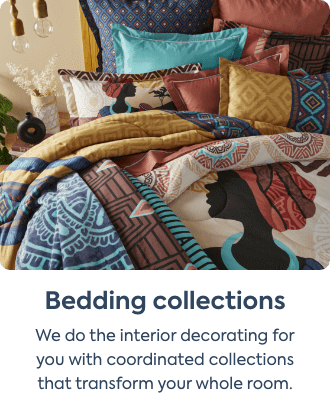 Bedding collections
We do the interior decorating for
you with coordinated collections
that transform your whole room.